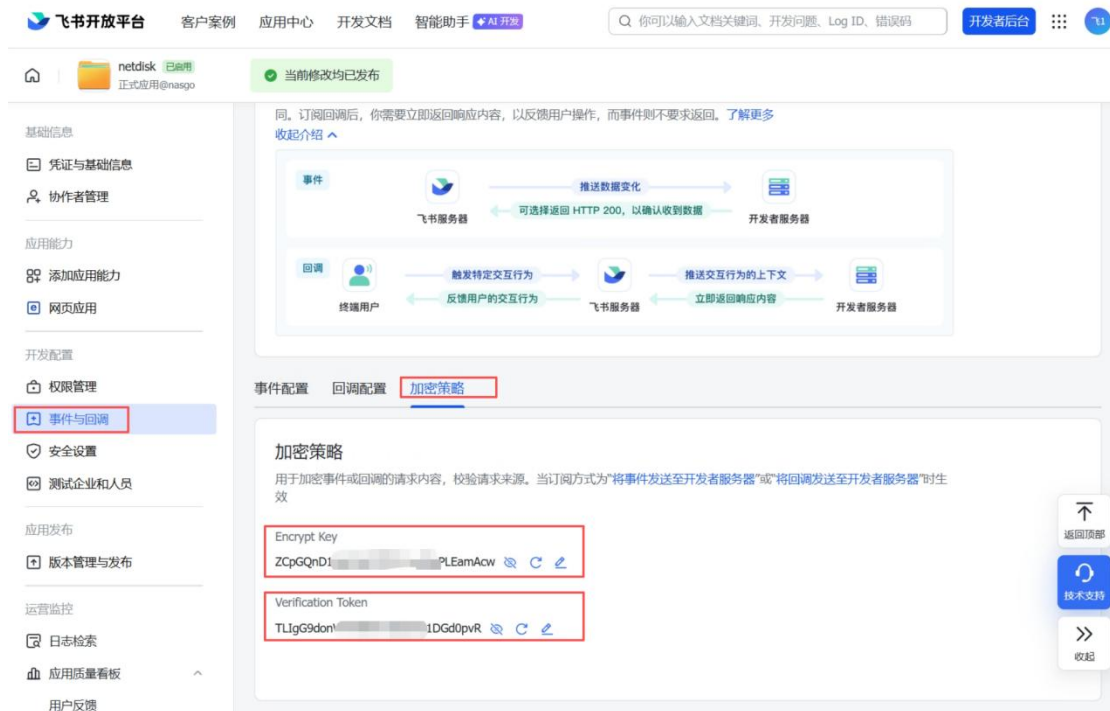 飞书开放平台
客户案例
应用中心
开发文档
智能助手
AI 开发
你可以输入文档关键词、开发问题、Log ID、错误码
开发者后台
飞1
netdisk
已启用
正式应用@nasgo
当前修改均已发布
基础信息
凭证与基础信息
协作者管理
应用能力
添加应用能力
网页应用
开发配置
权限管理
事件与回调
安全设置
测试企业和人员
应用发布
版本管理与发布
运营监控
日志检索
应用质量看板
用户反馈
同。订阅回调后，你需要立即返回响应内容，以反馈用户操作，而事件则不要求返回。了解更多
收起介绍
事件
飞书服务器
推送数据变化
可选择返回 HTTP 200，以确认收到数据
开发者服务器
回调
终端用户
触发特定交互行为
反馈用户的交互行为
飞书服务器
推送交互行为的上下文
立即返回响应内容
开发者服务器
事件配置
回调配置
加密策略
加密策略
用于加密事件或回调的请求内容，校验请求来源。当订阅方式为“将事件发送至开发者服务器”或“将回调发送至开发者服务器”时生
效
Encrypt Key
ZCpGQnD1 PLEamAcw
Verification Token
TLIgG9don 1DGd0pvR
返回顶部
技术支持
收起